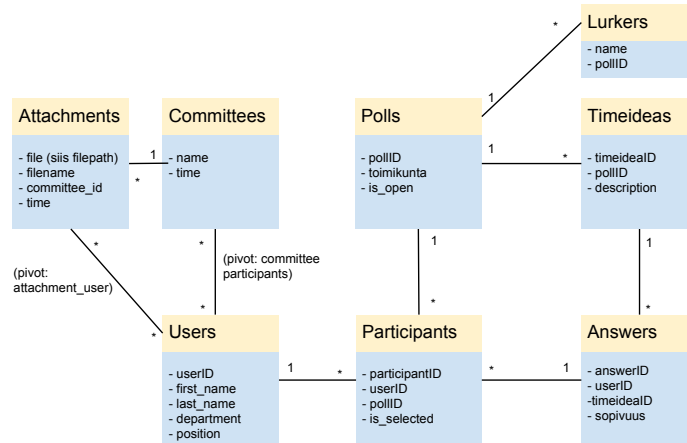 Lurkers
- name
- pollID
*
1
Attachments
- file (siis filepath)
- filename
- committee_id
- time
1
*
Committees
- name
- time
Polls
- pollID
- toimikunta
- is_open
1
*
Timeideas
- timeideaID
- pollID
- description
*
(pivot:
attachment_user)
*
*
(pivot: committee
participants)
*
1
*
1
*
Users
- userID
- first_name
- last_name
- department
- position
1
*
Participants
- participantID
- userID
- pollID
- is_selected
*
1
Answers
- answerID
- userID
-timeideaID
- sopivuus